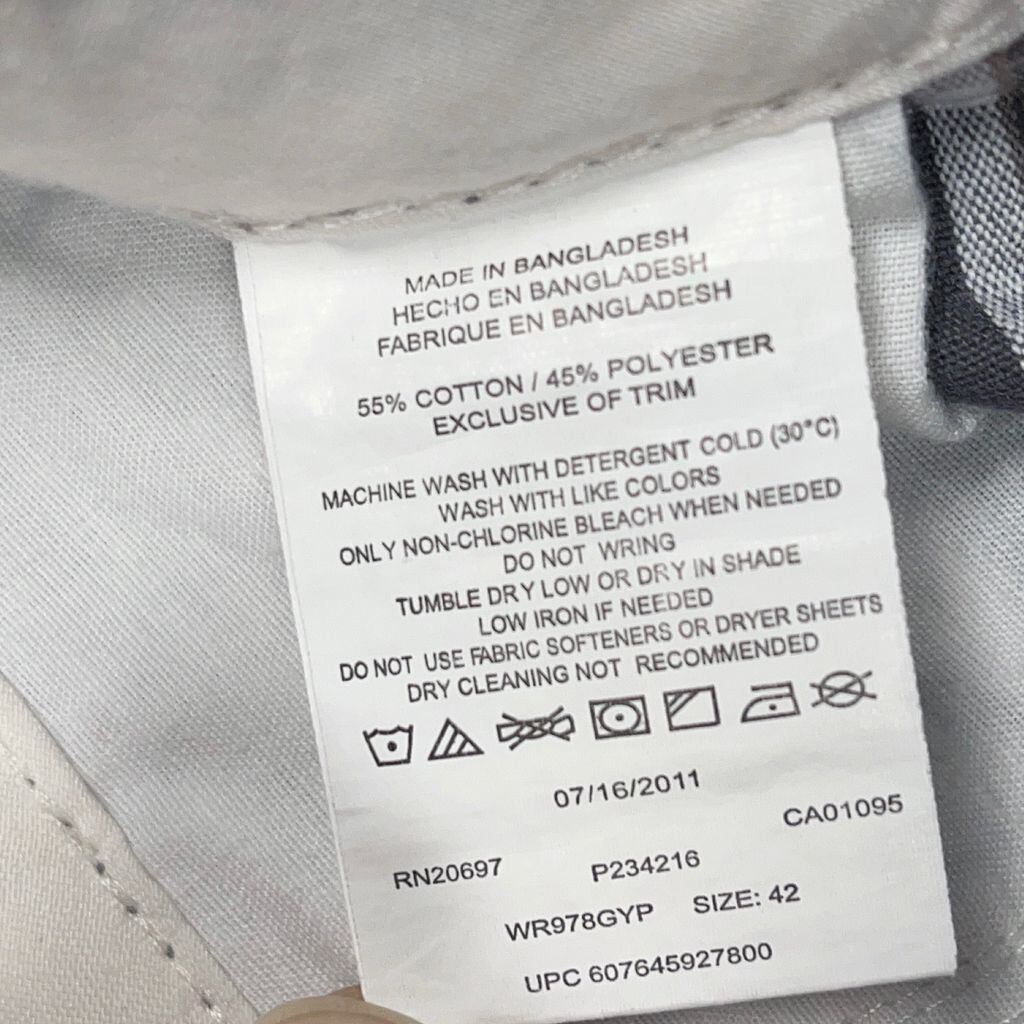 MADE IN BANGLADESH
HECHO EN BANGLADESH
FABRIQUE EN BANGLADESH
55% COTTON / 45% POLYESTER
EXCLUSIVE OF TRIM
MACHINE WASH WITH DETERGENT COLD (30°C)
WASH WITH LIKE COLORS
ONLY NON-CHLORINE BLEACH WHEN NEEDED
DO NOT WRING
TUMBLE DRY LOW OR DRY IN SHADE
LOW IRON IF NEEDED
DO NOT USE FABRIC SOFTENERS OR DRYER SHEETS
DRY CLEANING NOT RECOMMENDED
07/16/2011
CA01095
RN20697 P234216
WR978GYP SIZE: 42
UPC 607645927800